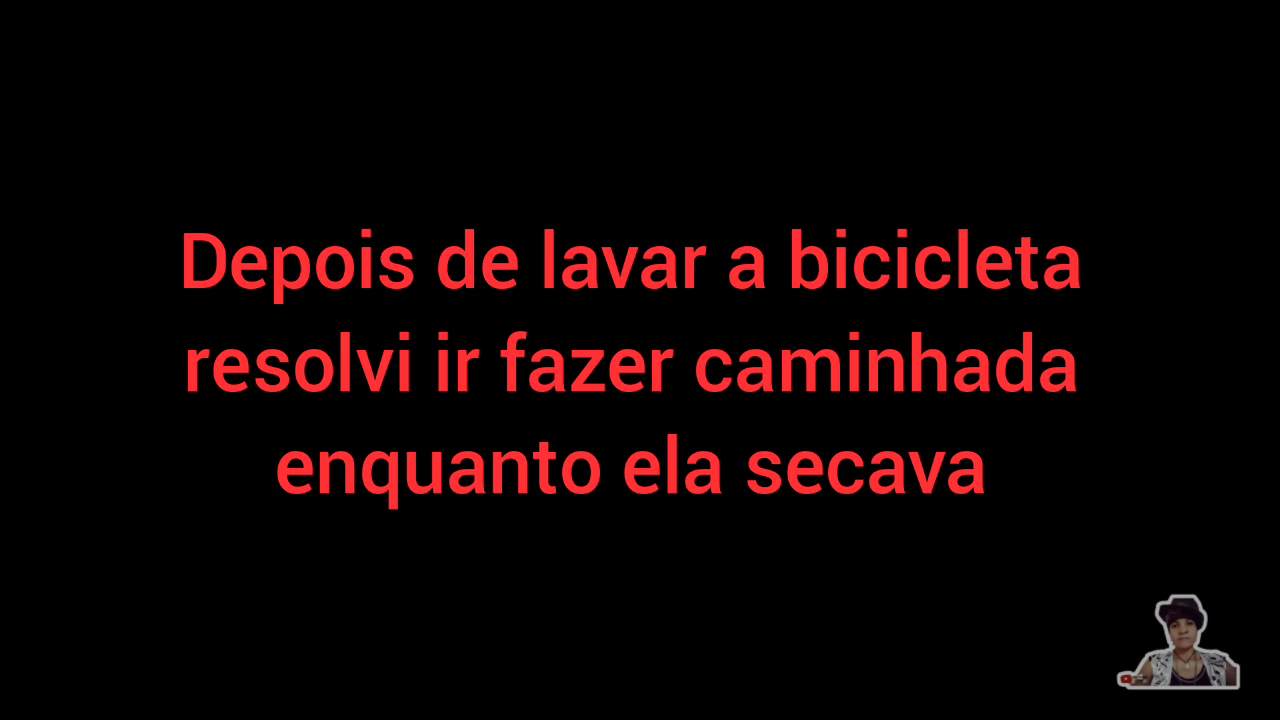 Depois de lavar a bicicleta
resolvi ir fazer caminhada
enquanto ela secava